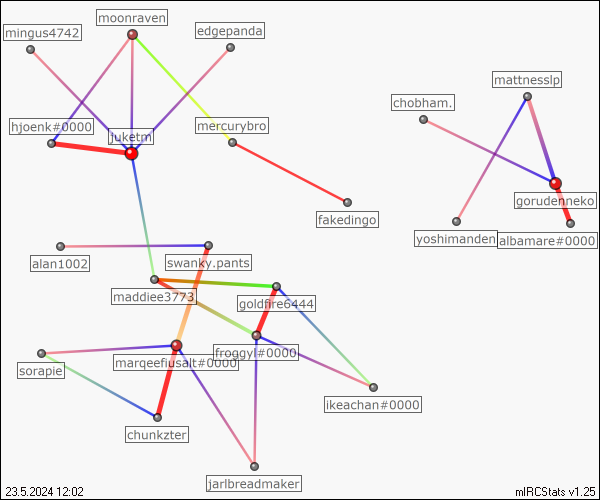 moonraven
mingus4742
edgepanda
mattnesslp
chobham.
hjoenk#0000
juketm
mercurybro
gorudenneko
fakedingo
yoshimanden
albamare#0000
alan1002
swanky.pants
maddiee3773
goldfire6444
froggyl#0000
marqeefiusalt#0000
sorapie
ikeachan#0000
chunkzter
jarlbreadmaker
23.5.2024 12:02
mIRCStats v1.25